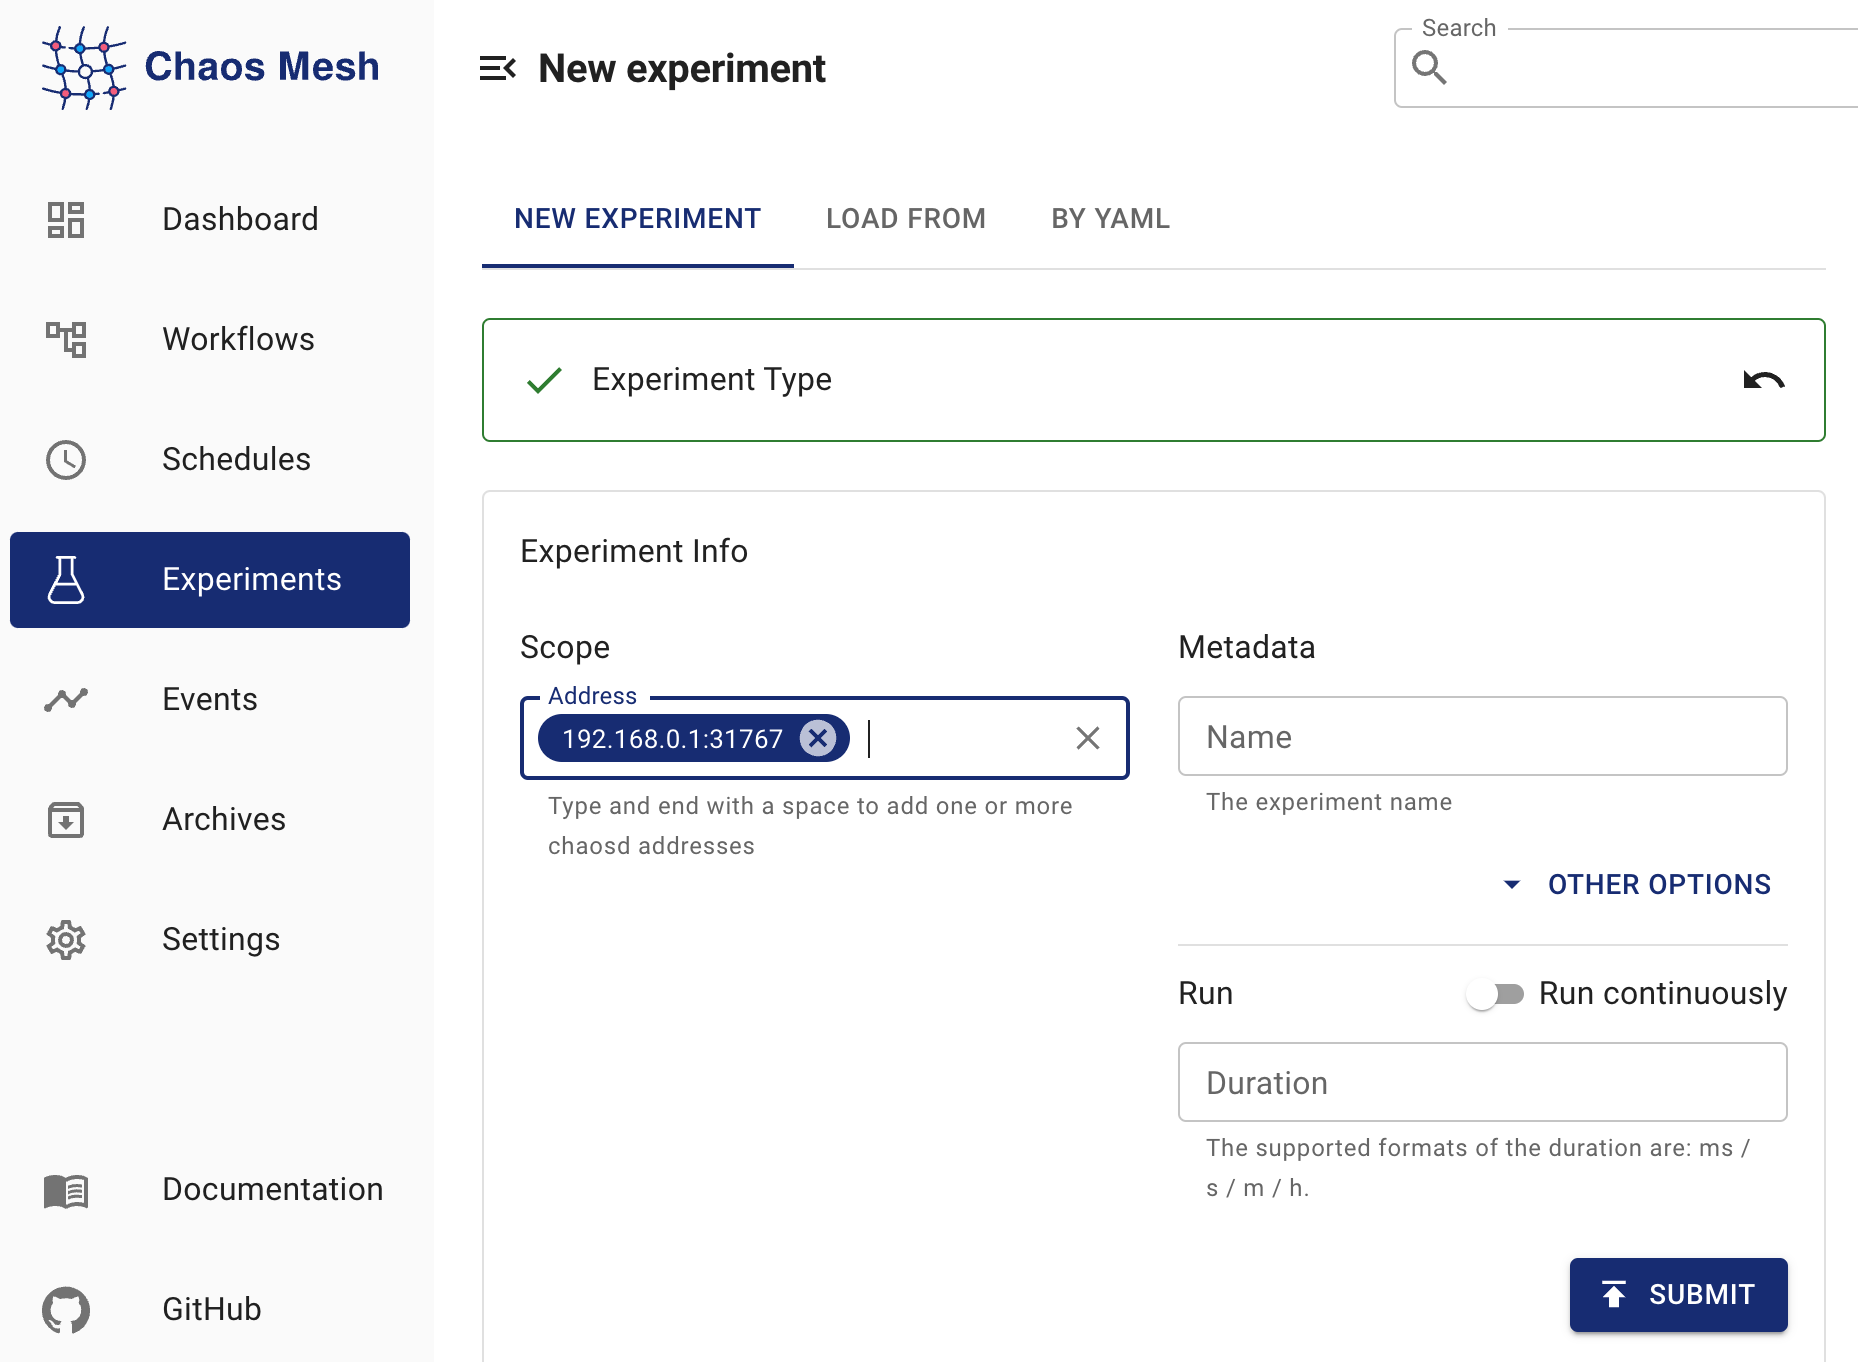 Chaos Mesh
New experiment
Search
Dashboard
Workflows
Schedules
Experiments
Events
Archives
Settings
Documentation
GitHub
NEW EXPERIMENT
LOAD FROM
BY YAML
Experiment Type
Experiment Info
Scope
Address
192.168.0.1:31767
Type and end with a space to add one or more
chaosd addresses
Metadata
Name
The experiment name
OTHER OPTIONS
Run
Run continuously
Duration
The supported formats of the duration are: ms /
s / m / h.
SUBMIT